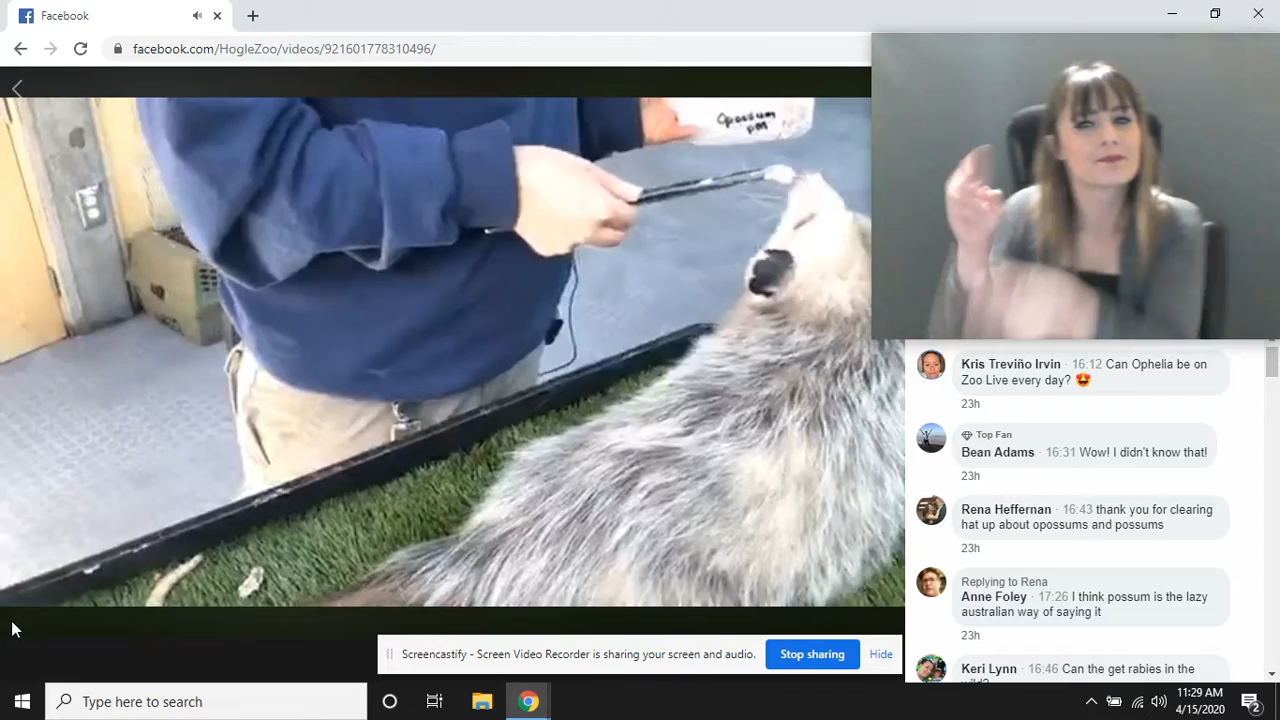 Facebook
facebook.com/HogleZoo/videos/921601778310496/
Opossum
pm
Kris Treviño Irvin · 16:12 Can Ophelia be on
Zoo Live every day? 😍
23h
Top Fan
Bean Adams · 16:31 Wow! I didn't know that!
23h
Rena Heffernan · 16:43 thank you for clearing
hat up about opossums and possums
23h
Replying to Rena
Anne Foley · 17:26 I think possum is the lazy
australian way of saying it
23h
Keri Lynn · 16:46 Can the get rabies in the
wild?
Screencastify - Screen Video Recorder is sharing your screen and audio.
Stop sharing
Hide
Type here to search
11:29 AM
4/15/2020
2